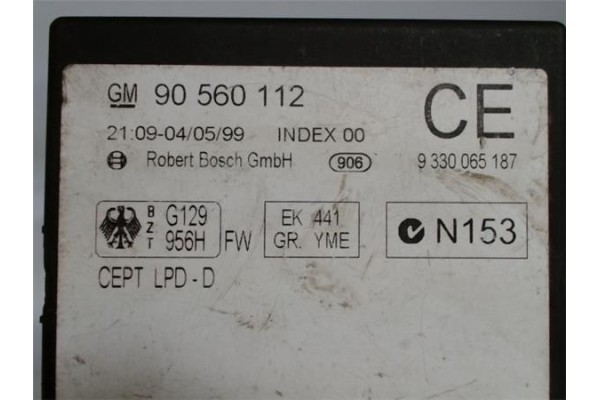 GM 90 560 112 CE
21:09-04/05/99 INDEX 00
Robert Bosch GmbH 906 9 330 065 187
BZT G129 956H FW EK 441 GR. YME N153
CEPT LPD-D